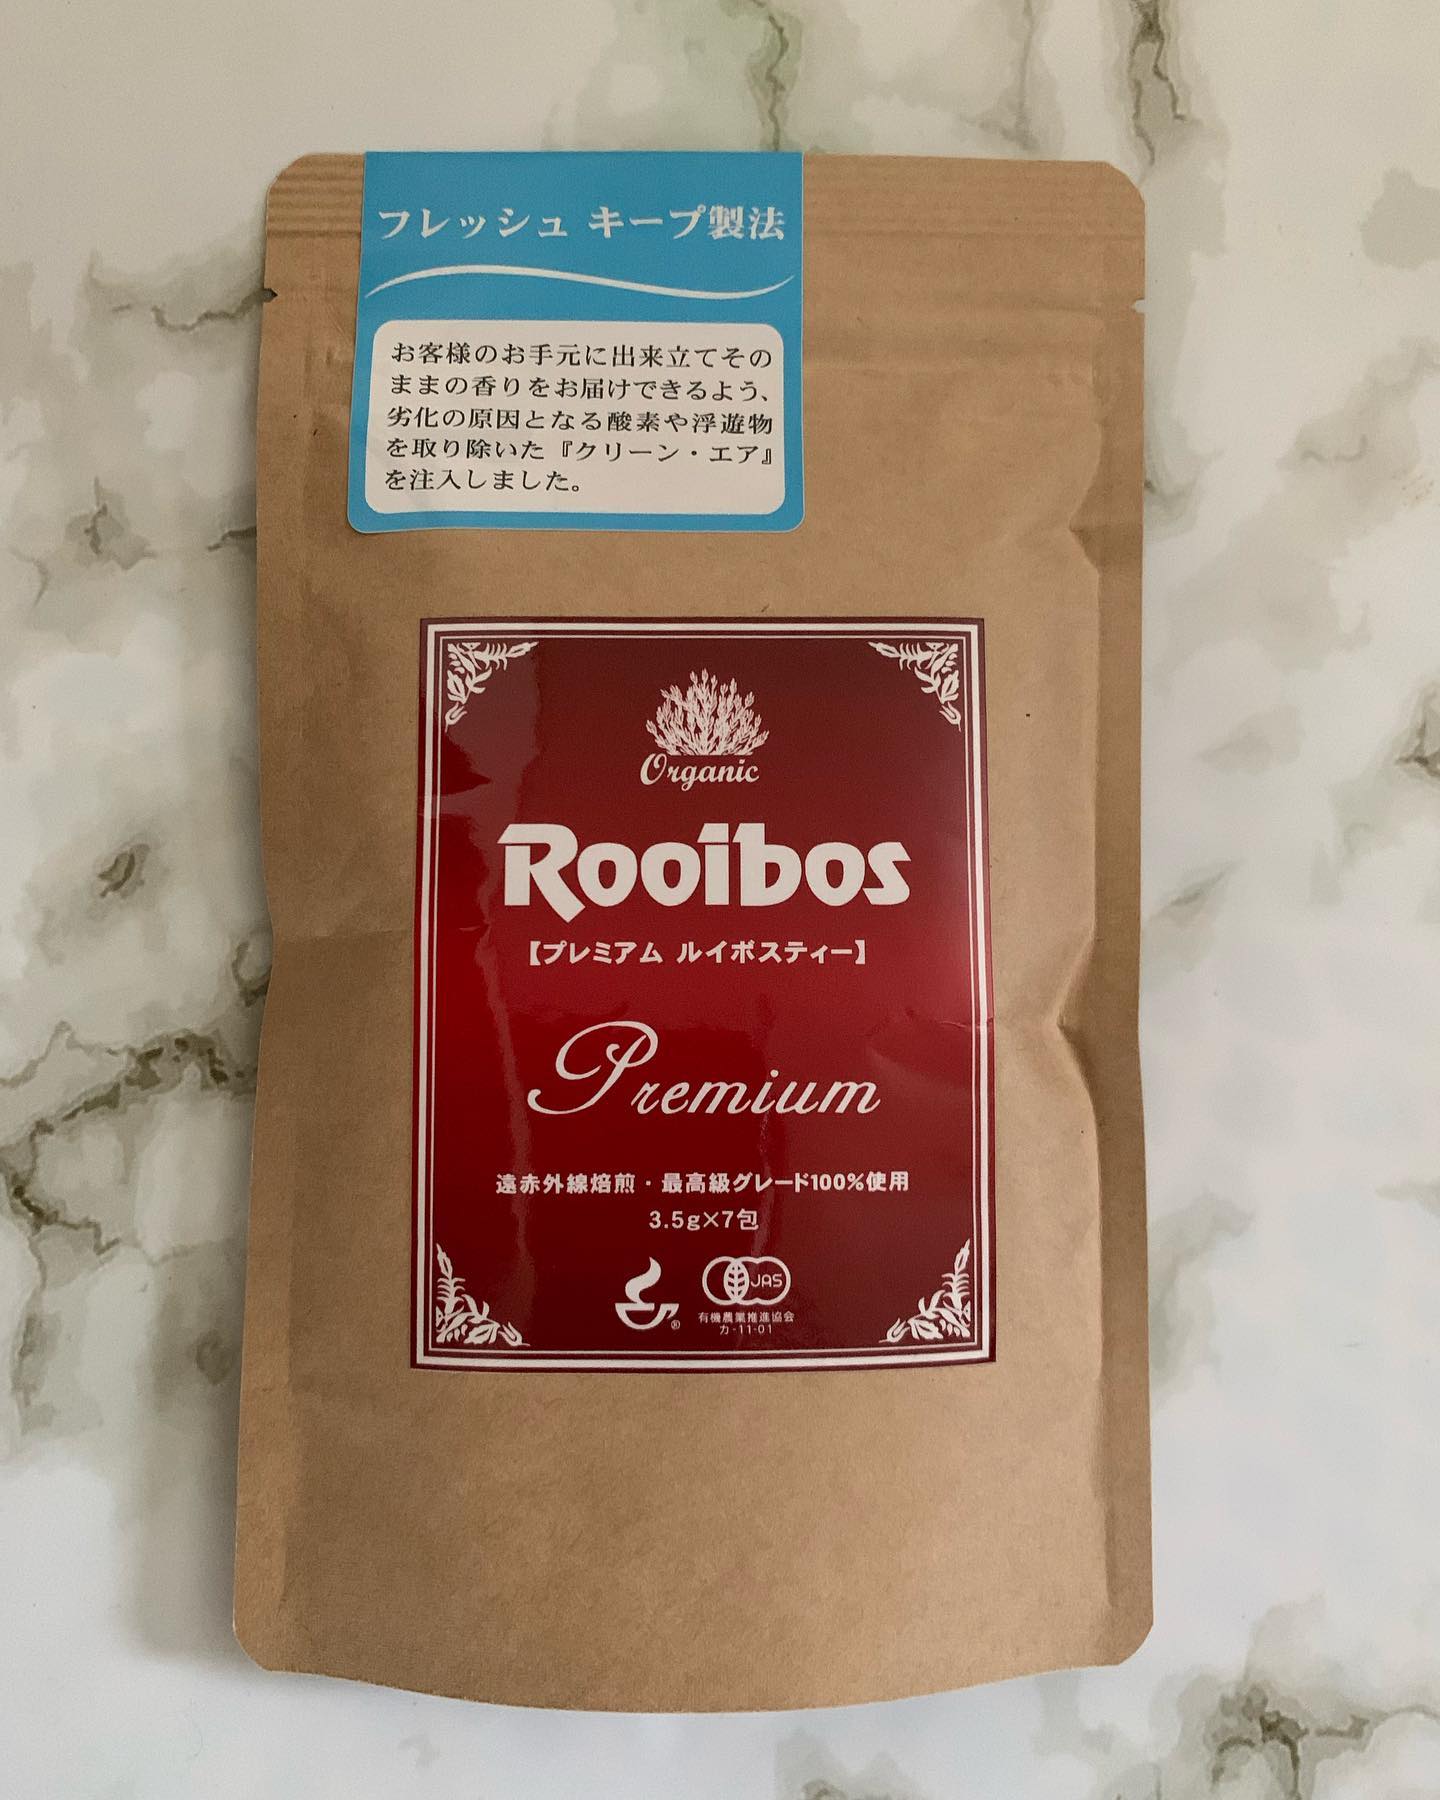 フレッシュ キープ製法
お客様のお手元に出来立てその
ままの香りをお届けできるよう、
劣化の原因となる酸素や浮遊物
を取り除いた『クリーン・エア』
を注入しました。
Organic
Rooibos
【プレミアム ルイボスティー】
Premium
遠赤外線焙煎・最高級グレード100%使用
3.5g×7包
®
JAS
有機農業推進協会
カ-11-01